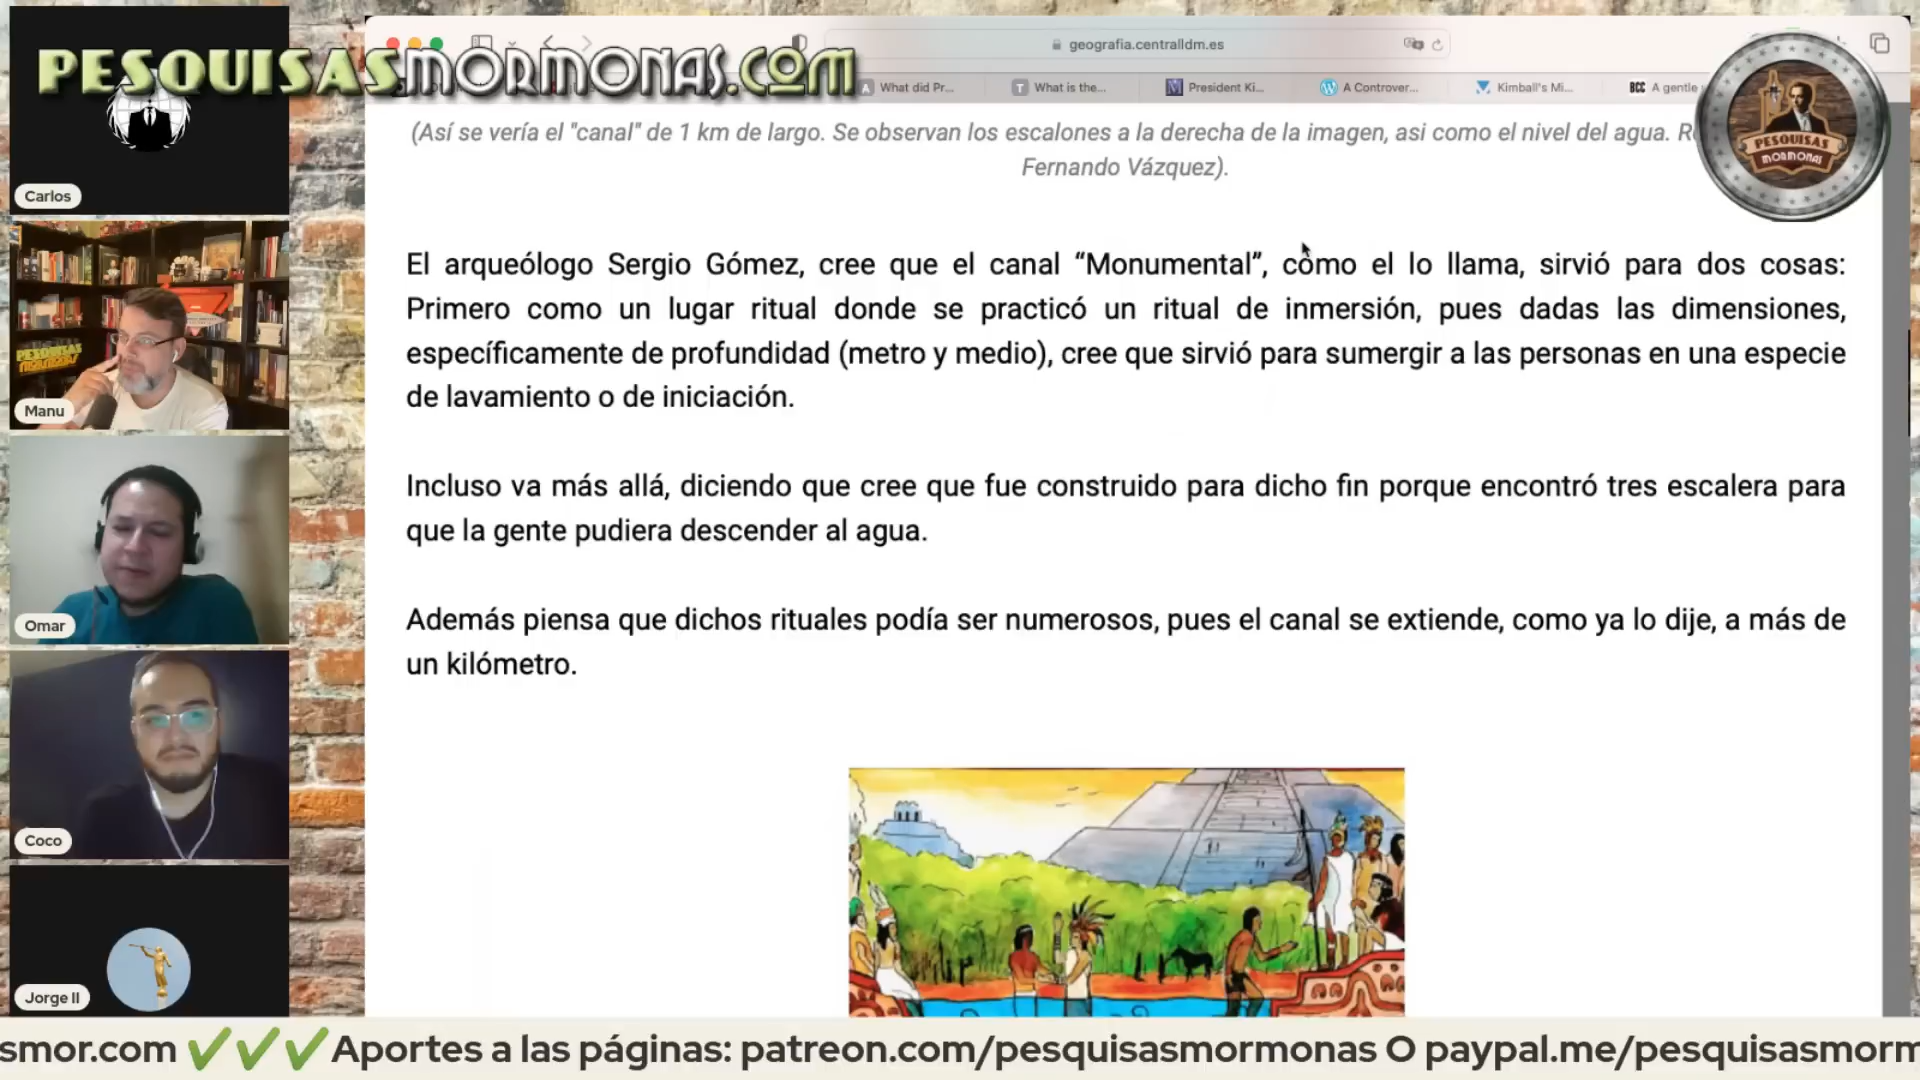 PESQUISASMORMONAS.COM
geografia.centralldm.es
What did Pr...
What is the...
President Ki...
A Controver...
Kimball's Mi...
BCC A gentle
(Así se vería el "canal" de 1 km de largo. Se observan los escalones a la derecha de la imagen, asi como el nivel del agua.
Fernando Vázquez).
PESQUISAS
MORMONAS
El arqueólogo Sergio Gómez, cree que el canal “Monumental”, como el lo llama, sirvió para dos cosas:
Primero como un lugar ritual donde se practicó un ritual de inmersión, pues dadas las dimensiones,
específicamente de profundidad (metro y medio), cree que sirvió para sumergir a las personas en una especie
de lavamiento o de iniciación.
Incluso va más allá, diciendo que cree que fue construido para dicho fin porque encontró tres escalera para
que la gente pudiera descender al agua.
Además piensa que dichos rituales podía ser numerosos, pues el canal se extiende, como ya lo dije, a más de
un kilómetro.
Carlos
PESQUISAS
MORMONAS
Manu
Omar
Coco
Jorge II
smor.com ✓✓✓ Aportes a las páginas: patreon.com/pesquisasmormonas O paypal.me/pesquisasmorm